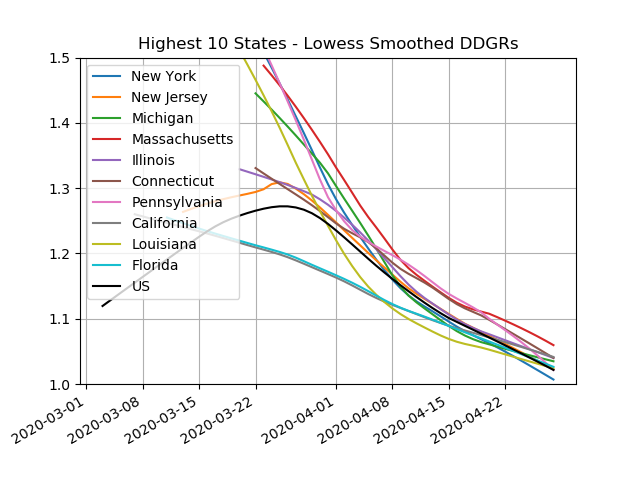 Highest 10 States - Lowess Smoothed DDGRs
1.5
1.4
1.3
1.2
1.1
1.0
New York
New Jersey
Michigan
Massachusetts
Illinois
Connecticut
Pennsylvania
California
Louisiana
Florida
US
2020-03-01
2020-03-08
2020-03-15
2020-03-22
2020-04-01
2020-04-08
2020-04-15
2020-04-22